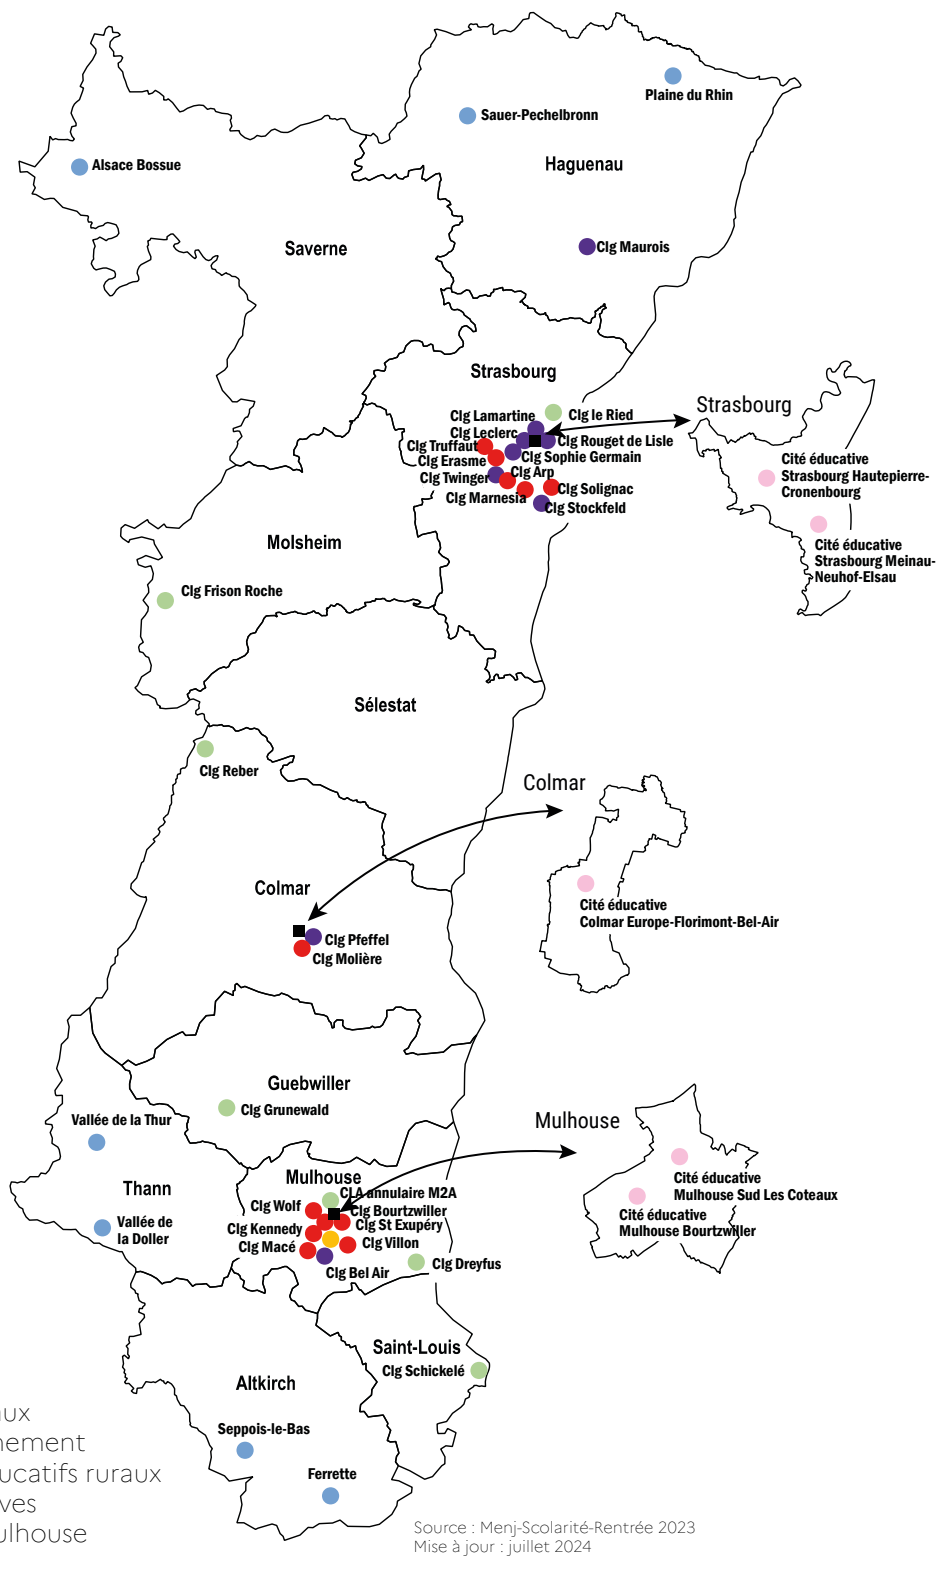 Plaine du Rhin
Sauer-Pechelbronn
Haguenau
Alsace Bossue
Clg Maurois
Saverne
Strasbourg
Clg Lamartine
Clg le Ried
Clg Leclerc
Clg Rouget de Lisle
Clg Truffaut
Clg Sophie Germain
Clg Erasme
Clg Arp
Clg Twinger
Clg Solignac
Clg Marnesia
Clg Stockfeld
Strasbourg
Cité éducative
Strasbourg Hautepierre-
Cronenbourg
Cité éducative
Strasbourg Meinau-
Neuhof-Elsau
Molsheim
Clg Frison Roche
Sélestat
Clg Reber
Colmar
Colmar
Cité éducative
Colmar Europe-Florimont-Bel-Air
Clg Pfeffel
Clg Molière
Guebwiller
Clg Grunewald
Vallée de la Thur
Thann
Vallée de
la Doller
Mulhouse
Mulhouse
CLA annulaire M2A
Clg Wolf
Clg Bourtzwiller
Clg St Exupéry
Clg Kennedy
Clg Villon
Clg Macé
Clg Bel Air
Clg Dreyfus
Cité éducative
Mulhouse Sud Les Coteaux
Cité éducative
Mulhouse Bourtzwiller
Saint-Louis
Clg Schickelé
Altkirch
Seppois-le-Bas
Ferrette
ucatifs ruraux
Source : Menj-Scolarité-Rentrée 2023
Mise à jour : juillet 2024